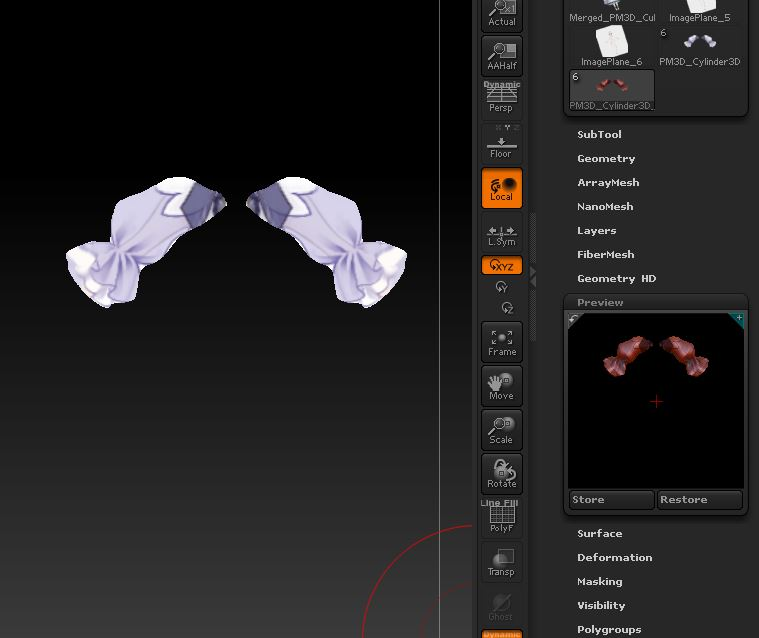 Actual
AAHalf
Dynamic
Persp
X Y Z
Floor
Local
L.Sym
XYZ
Y
Z
Frame
Move
Scale
Rotate
Line Fill
PolyF
Transp
Ghost
Dynamic
Merged_PM3D_Cul
ImagePlane_5
6
ImagePlane_6
PM3D_Cylinder3D
6
PM3D_Cylinder3D_
SubTool
Geometry
ArrayMesh
NanoMesh
Layers
FiberMesh
Geometry HD
Preview
Store
Restore
Surface
Deformation
Masking
Visibility
Polygroups